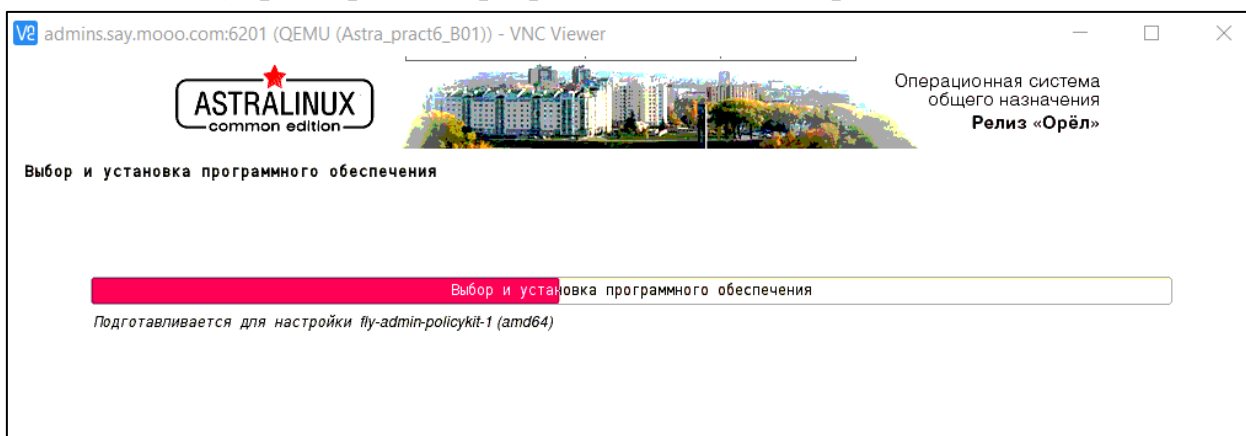 admins.say.mooo.com:6201 (QEMU (Astra_pract6_B01)) - VNC Viewer
ASTRALINUX
common edition
Операционная система
общего назначения
Релиз «Орёл»
Выбор и установка программного обеспечения
Выбор и установка программного обеспечения
Подготавливается для настройки fly-admin-policykit-1 (amd64)